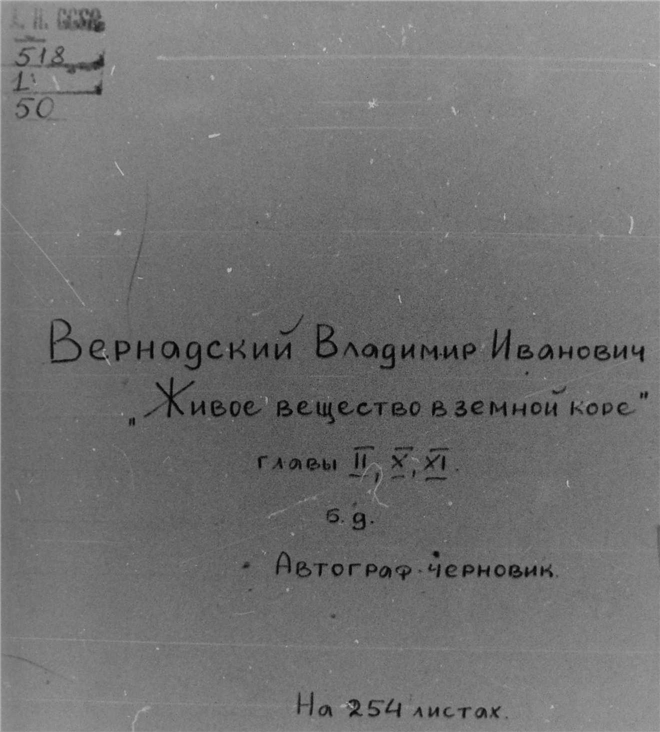 518
1
50
Вернадский Владимир Иванович
„Живое вещество в земной коре"
главы II, X, XI.
б.д.
Автограф-черновик.
На 254 листах.